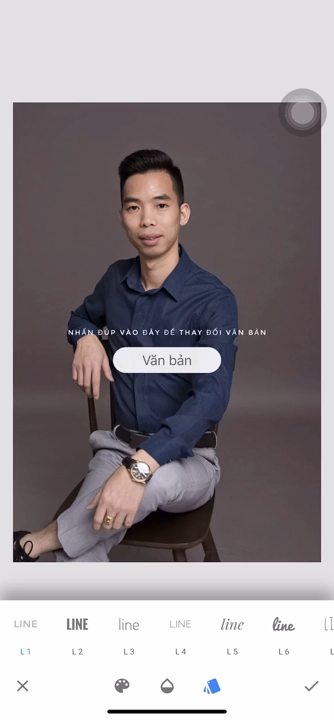 NHẤN ĐÚP VÀO ĐÂY ĐỂ THAY ĐỔI VĂN BẢN
Văn bản
LINE LINE line LINE line line
L1 L2 L3 L4 L5 L6